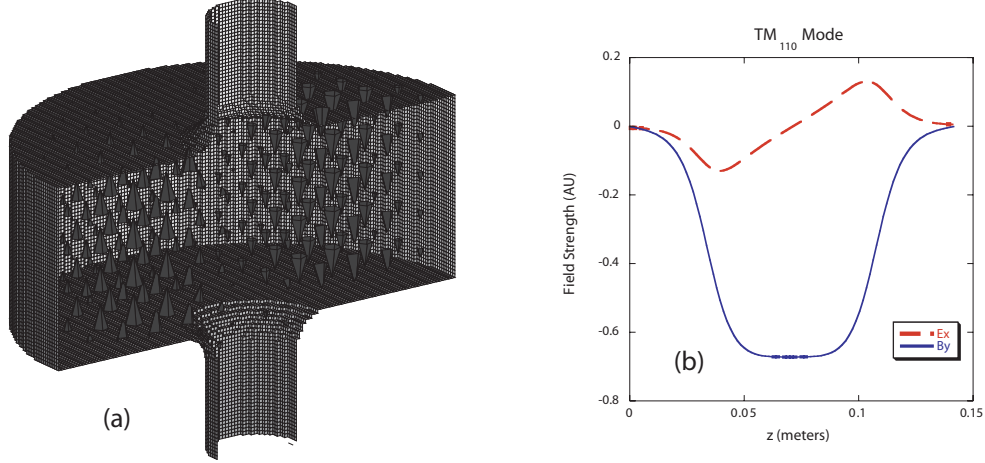 (a)
TM110 Mode
Field Strength (AU)
0.2
0
-0.2
-0.4
-0.6
-0.8
0
0.05
0.1
0.15
z (meters)
Ex
By
(b)